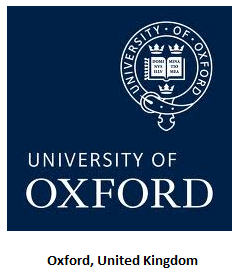 UNIVERSITY · OF · OXFORD
DOMI MINA
NVS TIO
ILLV MEA
UNIVERSITY OF
OXFORD
Oxford, United Kingdom